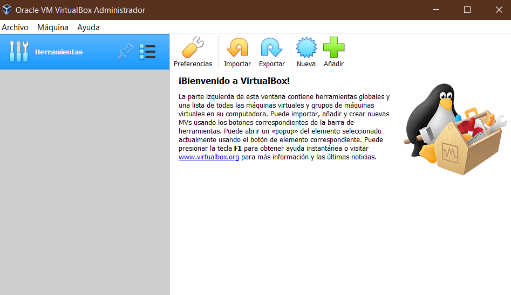 Oracle VM VirtualBox Administrador
Archivo Máquina Ayuda
Herramientas
Preferencias Importar Exportar Nueva Añadir
¡Bienvenido a VirtualBox!
La parte izquierda de esta ventana contiene herramientas globales y
una lista de todas las máquinas virtuales y grupos de máquinas
virtuales en su computadora. Puede importar, añadir y crear nuevas
MVs usando los botones correspondientes de la barra de
herramientas. Puede abrir un «popup» del elemento seleccionado
actualmente usando el botón de elemento correspondiente. Puede
presionar la tecla F1 para obtener ayuda instantánea o visitar
www.virtualbox.org para más información y las últimas noticias.